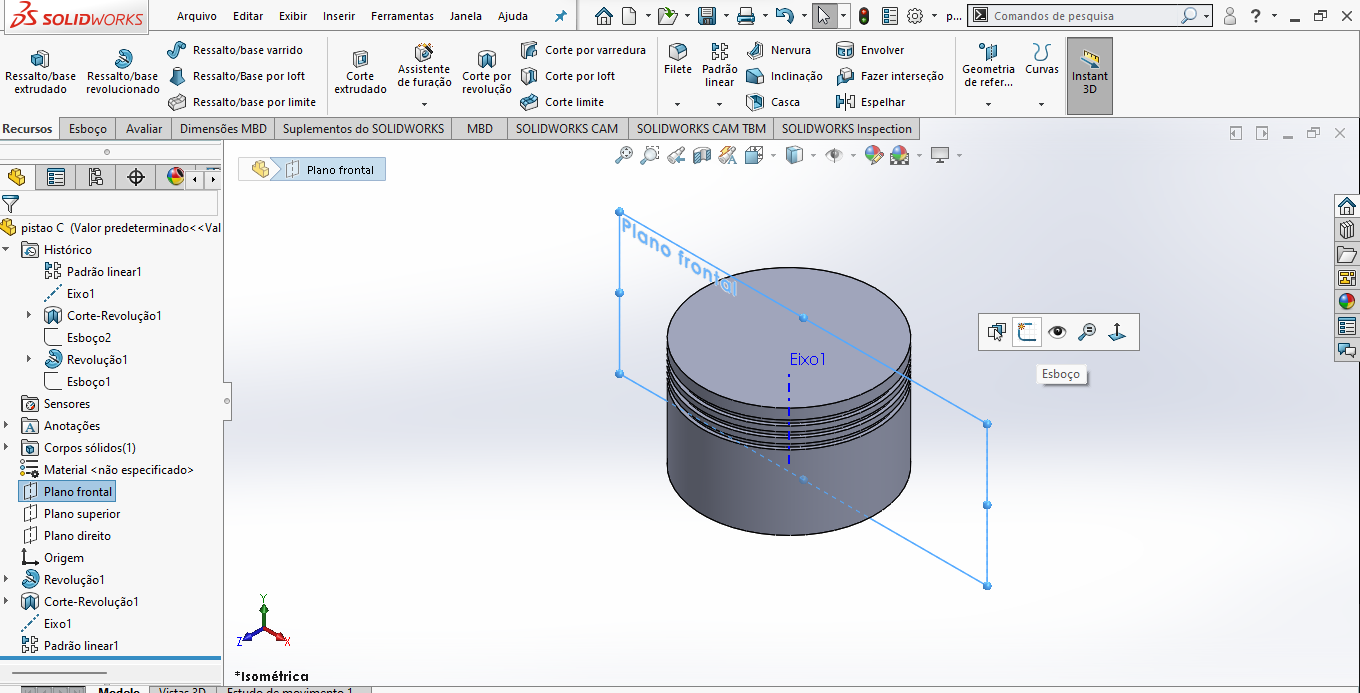 SOLIDWORKS Arquivo Editar Exibir Inserir Ferramentas Janela Ajuda p... Comandos de pesquisa ?
Ressalto/base extrudado
Ressalto/base revolucionado
Ressalto/base varrido
Ressalto/Base por loft
Ressalto/base por limite
Corte extrudado
Assistente de furação
Corte por revolução
Corte por varredura
Corte por loft
Corte limite
Filete
Padrão linear
Nervura
Inclinação
Casca
Envolver
Fazer interseção
Espelhar
Geometria de refer...
Curvas
Instant 3D
Recursos Esboço Avaliar Dimensões MBD Suplementos do SOLIDWORKS MBD SOLIDWORKS CAM SOLIDWORKS CAM TBM SOLIDWORKS Inspection
Plano frontal
pistao C (Valor predeterminado<<Val
Histórico
Padrão linear1
Eixo1
Corte-Revolução1
Esboço2
Revolução1
Esboço1
Sensores
Anotações
Corpos sólidos(1)
Material <não especificado>
Plano frontal
Plano superior
Plano direito
Origem
Revolução1
Corte-Revolução1
Eixo1
Padrão linear1
Plano frontal
Eixo1
Esboço
Y
Z
X
*Isométrica
Modelo Vistas 3D Estudo de movimento 1